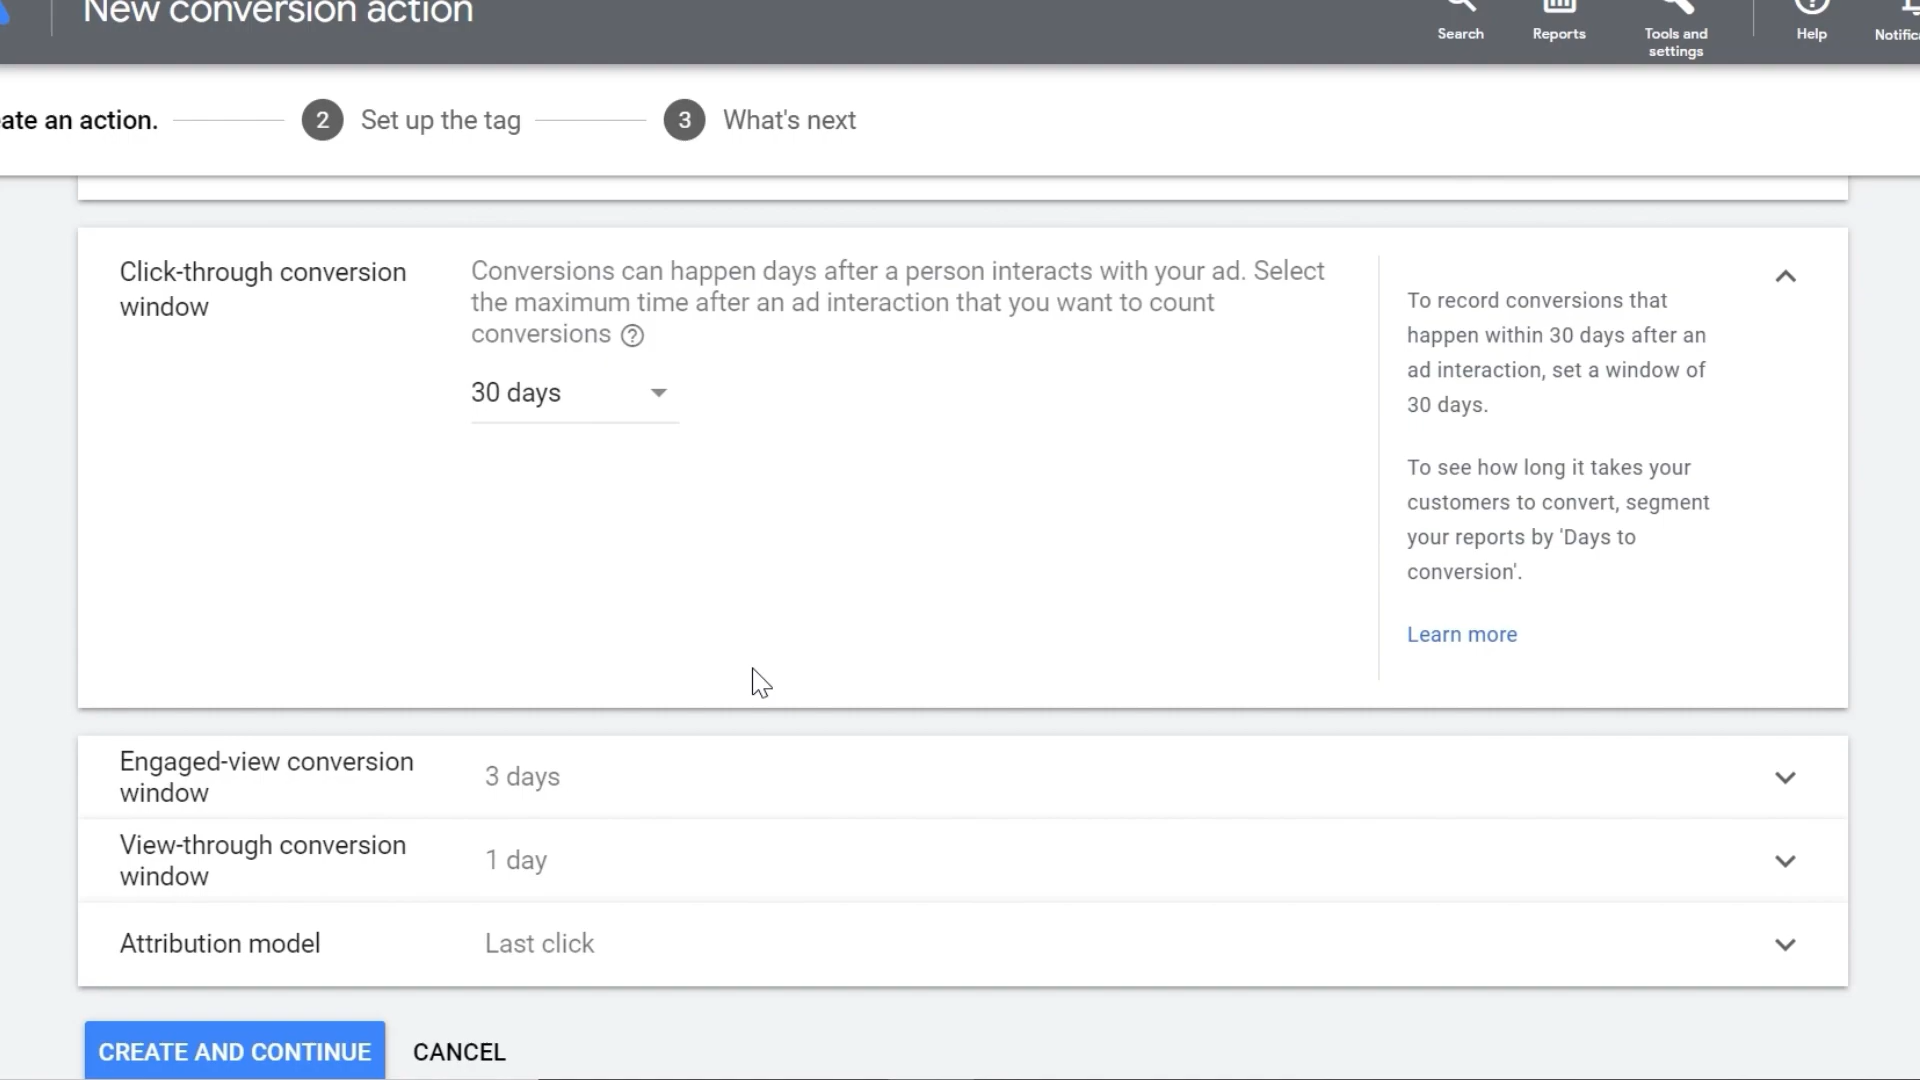 New conversion action
Search
Reports
Tools and
settings
Help
ate an action.
2
Set up the tag
3
What's next
Click-through conversion
window
Conversions can happen days after a person interacts with your ad. Select
the maximum time after an ad interaction that you want to count
conversions
30 days
To record conversions that
happen within 30 days after an
ad interaction, set a window of
30 days.
To see how long it takes your
customers to convert, segment
your reports by 'Days to
conversion'.
Learn more
Engaged-view conversion
window
3 days
View-through conversion
window
1 day
Attribution model
Last click
CREATE AND CONTINUE
CANCEL